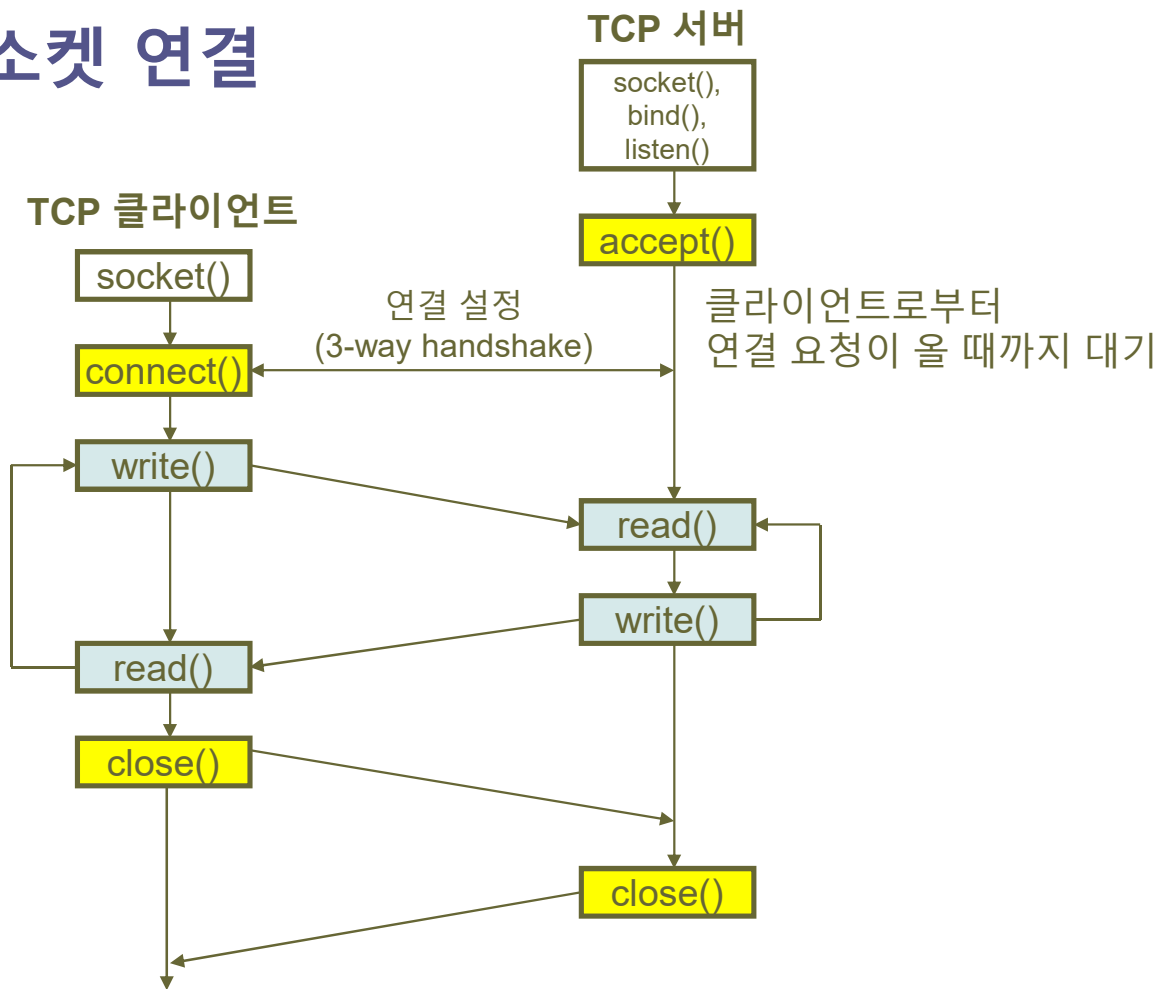 소켓 연결
TCP 서버
socket(),
bind(),
listen()
TCP 클라이언트
accept()
socket()
연결 설정
(3-way handshake)
클라이언트로부터
연결 요청이 올 때까지 대기
connect()
write()
read()
write()
read()
close()
close()